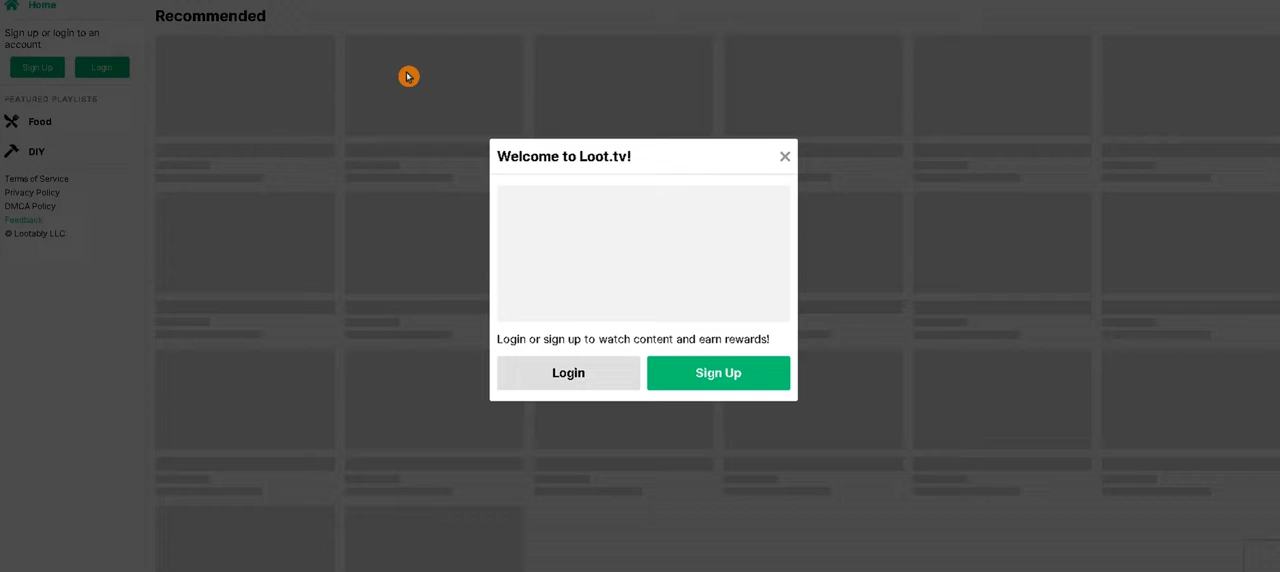 Home
Recommended
Sign up or login to an
account
Sign Up
Login
FEATURED PLAYLISTS
Food
DIY
Terms of Service
Privacy Policy
DMCA Policy
Feedback
© Lootably LLC
Welcome to Loot.tv!
Login or sign up to watch content and earn rewards!
Login
Sign Up